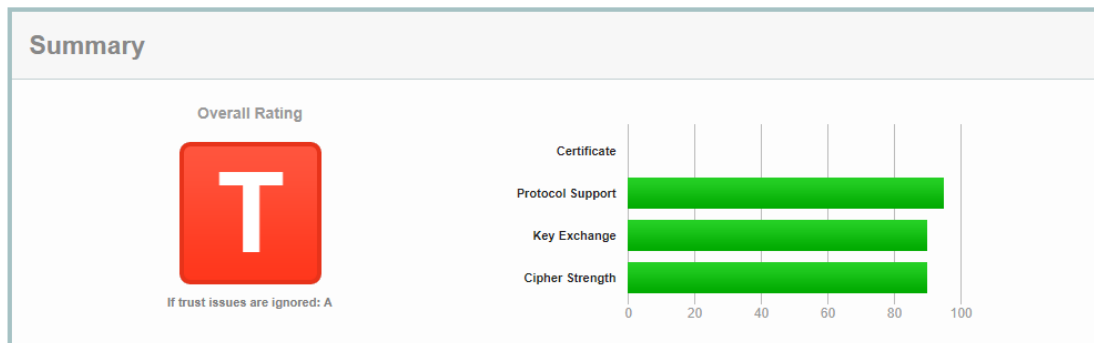 Summary
Overall Rating
T
If trust issues are ignored: A
Certificate
Protocol Support
Key Exchange
Cipher Strength
0 20 40 60 80 100